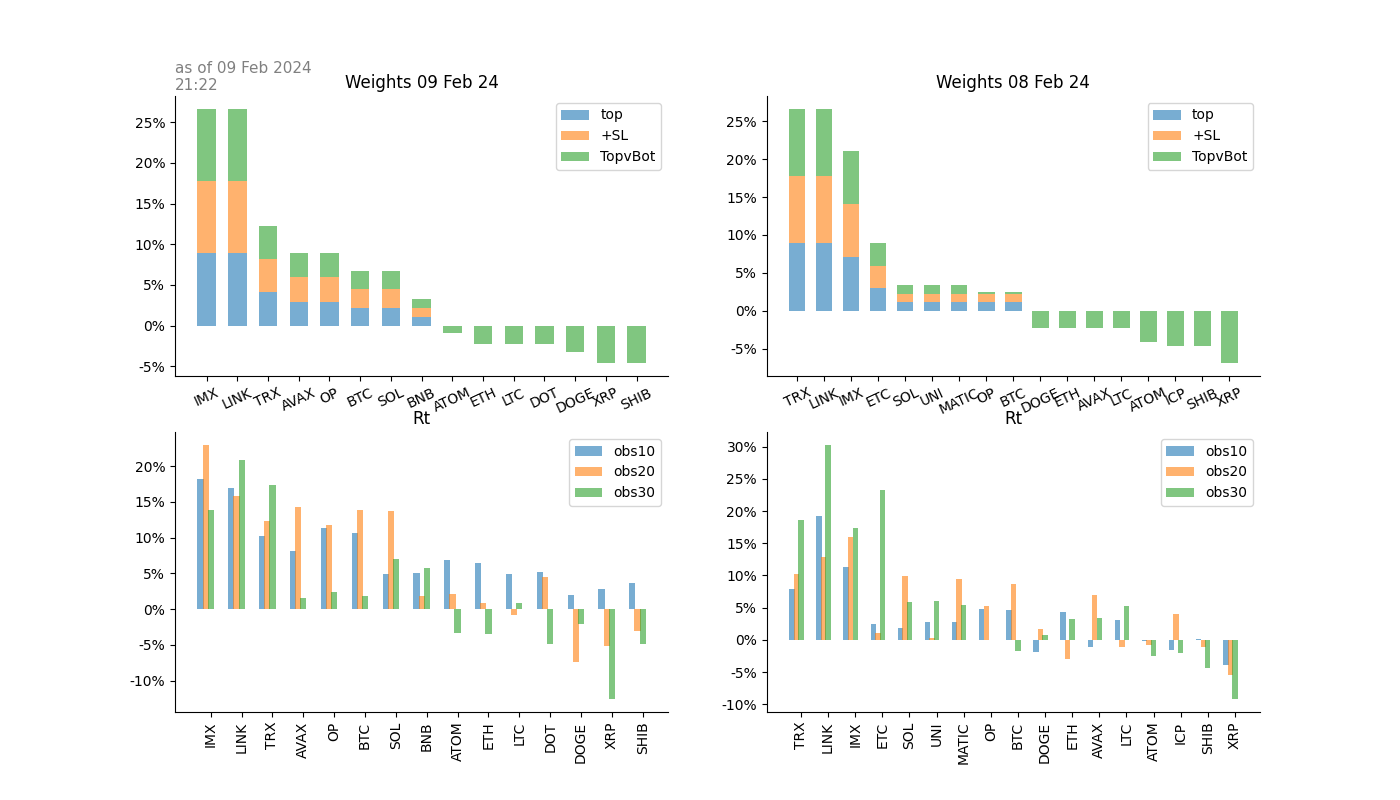 as of 09 Feb 2024
21:22
Weights 09 Feb 24
25%
20%
15%
10%
5%
0%
-5%
top
+SL
TopvBot
IMX LINK TRX AVAX OP BTC SOL BNB ATOM ETH LTC DOT DOGE XRP SHIB
Weights 08 Feb 24
25%
20%
15%
10%
5%
0%
-5%
top
+SL
TopvBot
TRX LINK IMX ETC SOL UNI MATIC OP BTC DOGE ETH AVAX LTC ATOM ICP SHIB XRP
Rt
20%
15%
10%
5%
0%
-5%
-10%
obs10
obs20
obs30
IMX LINK TRX AVAX OP BTC SOL BNB ATOM ETH LTC DOT DOGE XRP SHIB
Rt
30%
25%
20%
15%
10%
5%
0%
-5%
-10%
obs10
obs20
obs30
TRX LINK IMX ETC SOL UNI MATIC OP BTC DOGE ETH AVAX LTC ATOM ICP SHIB XRP